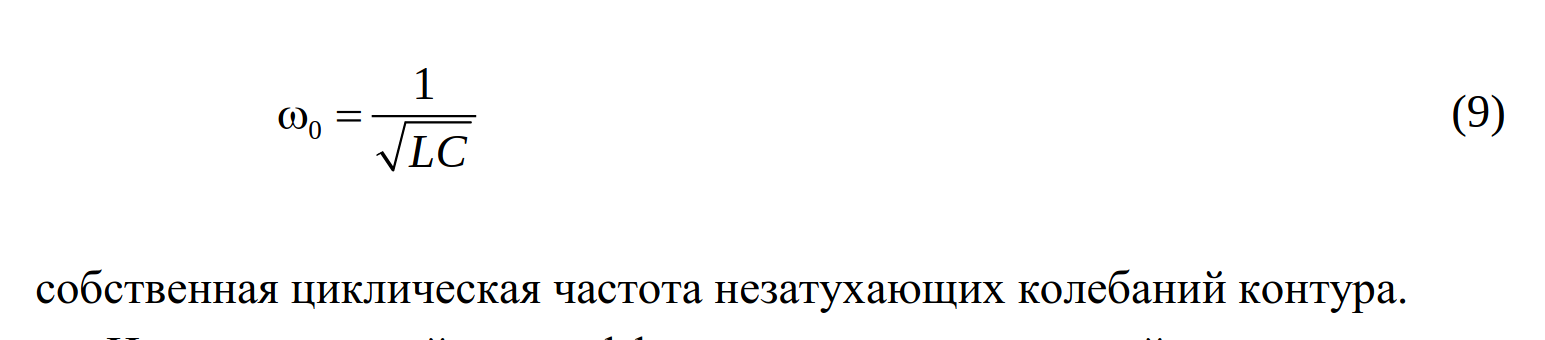 ω₀ = 1/√LC (9)
собственная циклическая частота незатухающих колебаний контура.